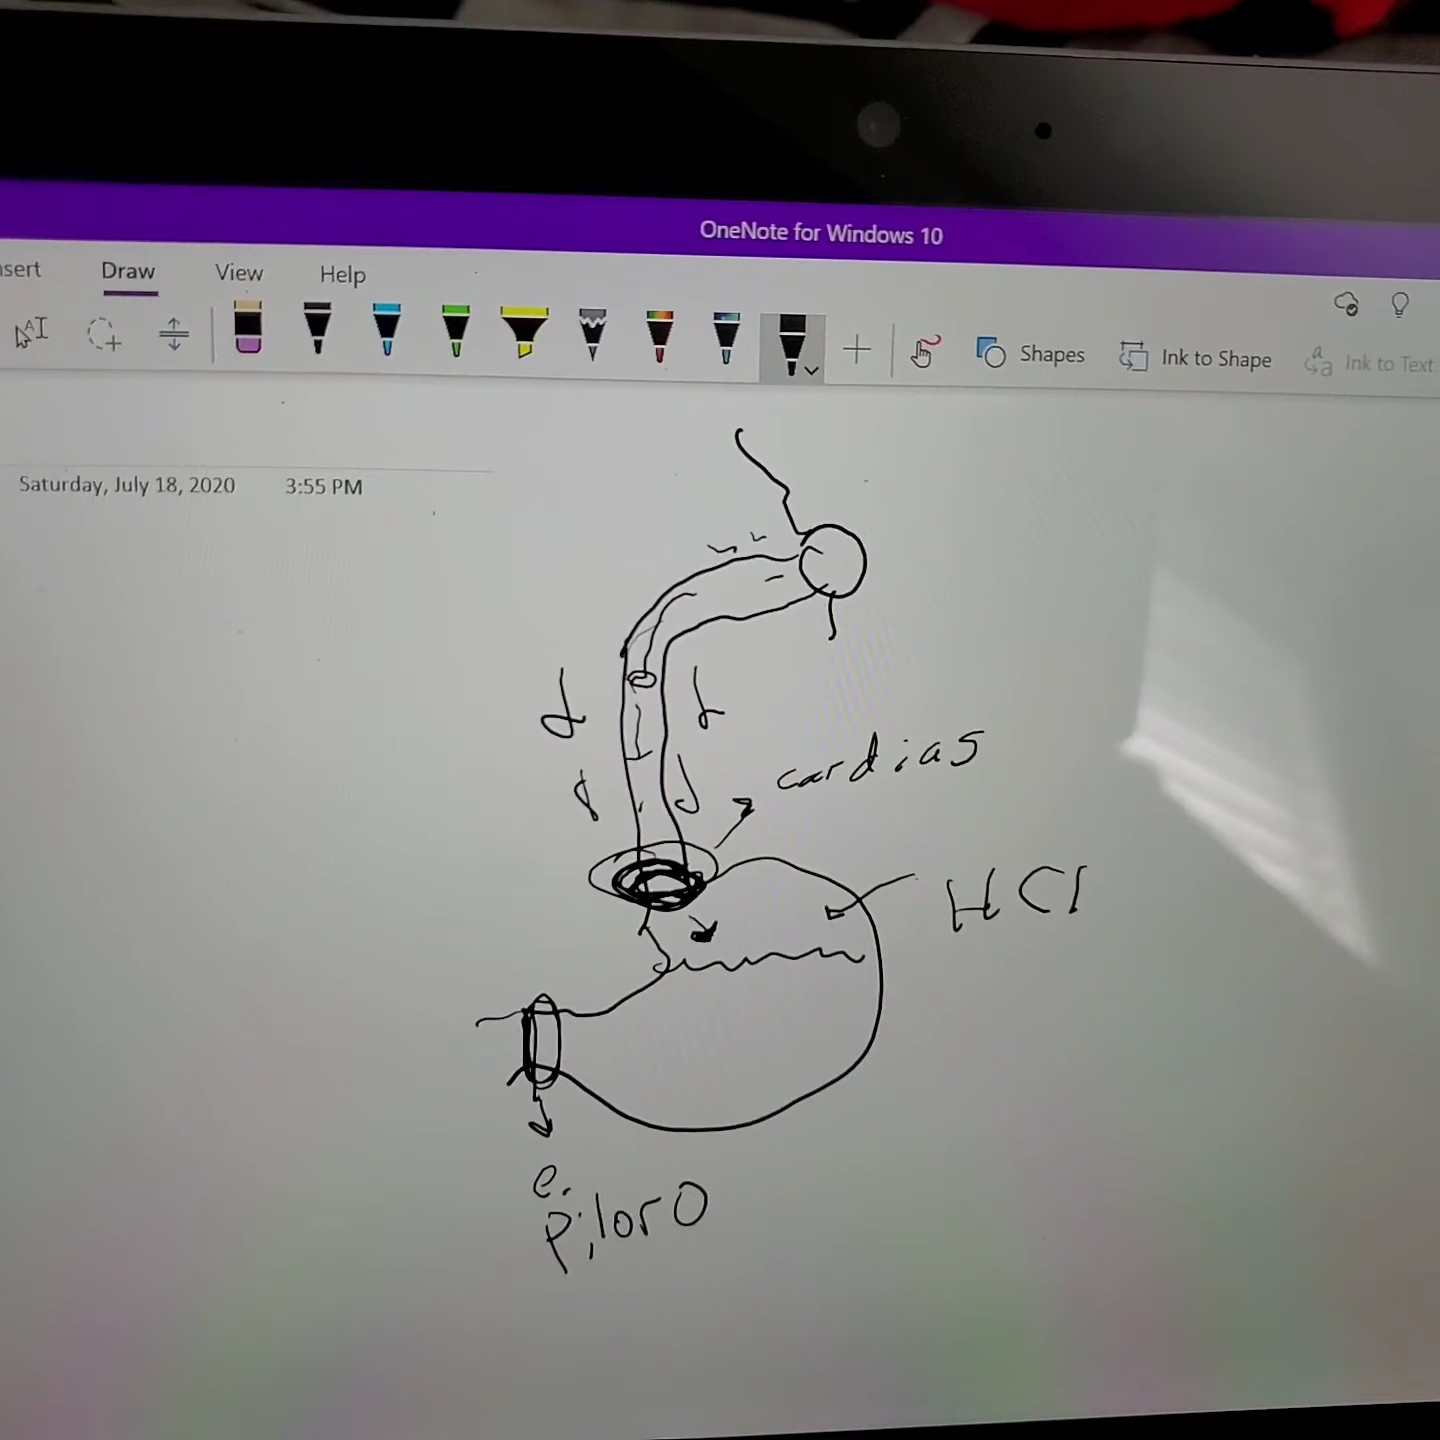 OneNote for Windows 10
nsert Draw View Help
Shapes Ink to Shape Ink to Text
Saturday, July 18, 2020 3:55 PM
cardias
HCl
e.
piloro